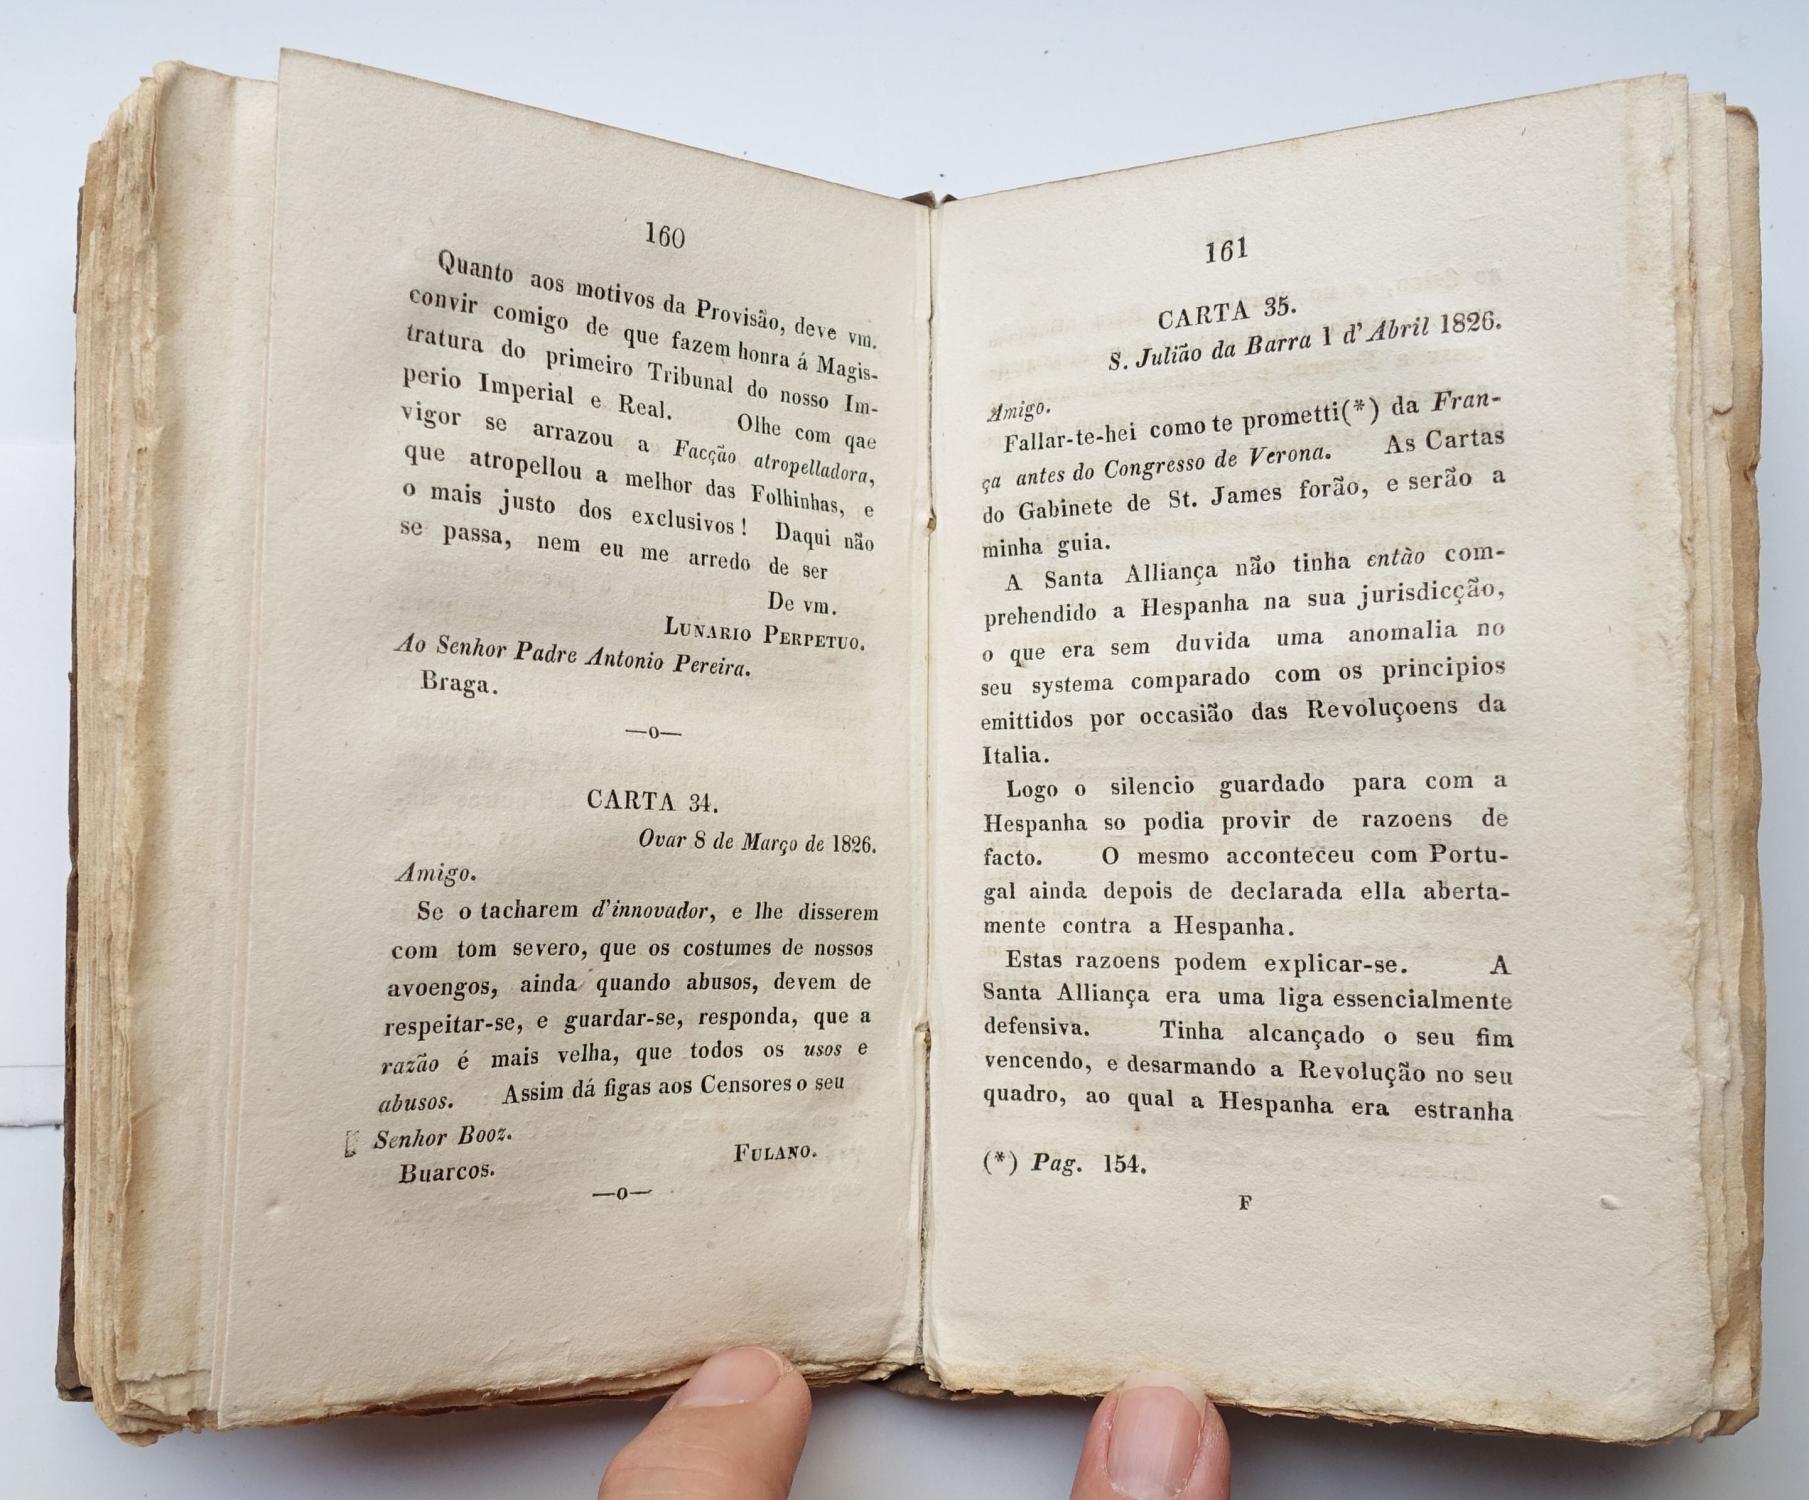 160
Quanto aos motivos da Provisão, deve vm.
convir comigo de que fazem honra á Magis-
tratura do primeiro Tribunal do nosso Im-
perio Imperial e Real. Olhe com qae
vigor se arrazou a Facção atropelladora,
que atropellou a melhor das Folhinhas, e
o mais justo dos exclusivos! Daqui não
se passa, nem eu me arredo de ser
De vm.
LUNARIO PERPETUO.
Ao Senhor Padre Antonio Pereira.
Braga.
—o—
CARTA 34.
Ovar 8 de Março de 1826.
Amigo.
Se o tacharem d'innovador, e lhe disserem
com tom severo, que os costumes de nossos
avoengos, ainda quando abusos, devem de
respeitar-se, e guardar-se, responda, que a
razão é mais velha, que todos os usos e
abusos. Assim dá figas aos Censores o seu
Senhor Booz.
FULANO.
Buarcos.
—o—
161
CARTA 35.
S. Julião da Barra 1 d' Abril 1826.
Amigo.
Fallar-te-hei como te prometti(*) da Fran-
ça antes do Congresso de Verona. As Cartas
do Gabinete de St. James forão, e serão a
minha guia.
A Santa Alliança não tinha então com-
prehendido a Hespanha na sua jurisdicção,
o que era sem duvida uma anomalia no
seu systema comparado com os principios
emittidos por occasião das Revoluçoens da
Italia.
Logo o silencio guardado para com a
Hespanha so podia provir de razoens de
facto. O mesmo acconteceu com Portu-
gal ainda depois de declarada ella aberta-
mente contra a Hespanha.
Estas razoens podem explicar-se. A
Santa Alliança era uma liga essencialmente
defensiva. Tinha alcançado o seu fim
vencendo, e desarmando a Revolução no seu
quadro, ao qual a Hespanha era estranha
(*) Pag. 154.
F